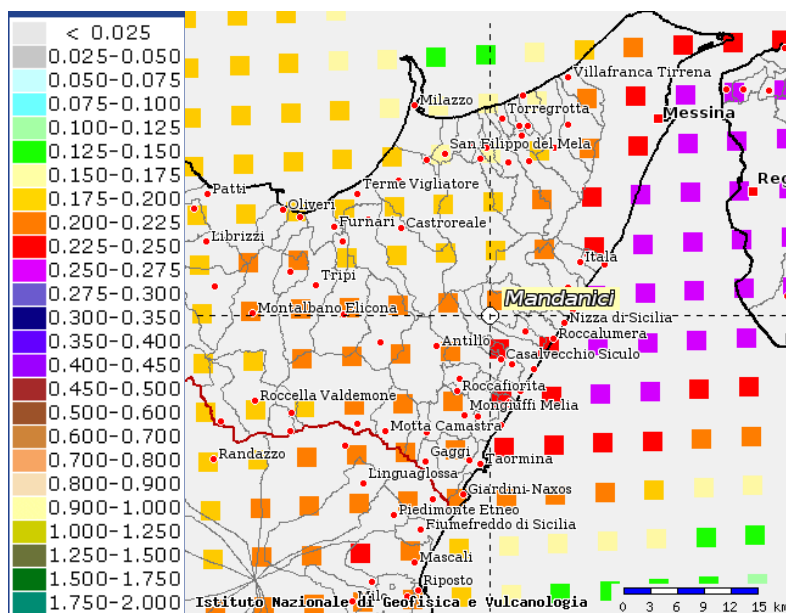 < 0.025
0.025-0.050
0.050-0.075
0.075-0.100
0.100-0.125
0.125-0.150
0.150-0.175
0.175-0.200
0.200-0.225
0.225-0.250
0.250-0.275
0.275-0.300
0.300-0.350
0.350-0.400
0.400-0.450
0.450-0.500
0.500-0.600
0.600-0.700
0.700-0.800
0.800-0.900
0.900-1.000
1.000-1.250
1.250-1.500
1.500-1.750
1.750-2.000
Villafranca Tirrena
Milazzo
Torregrotta
Messina
San Filippo del Mela
Reg
Patti
Terme Vigliatore
Oliveri
Furnari
Castroreale
Librizzi
Itala
Tripi
Mandanici
Montalbano Elicona
Nizza di Sicilia
Roccalumera
Antillo
Casalvecchio Siculo
Roccafiorita
Roccella Valdemone
Mongiuffi Melia
Motta Camastra
Randazzo
Gaggi
Taormina
Linguaglossa
Giardini-Naxos
Piedimonte Etneo
Fiumefreddo di Sicilia
Mascali
Riposto
Milo
Istituto Nazionale di Geofisica e Vulcanologia
0 3 6 9 12 15 km